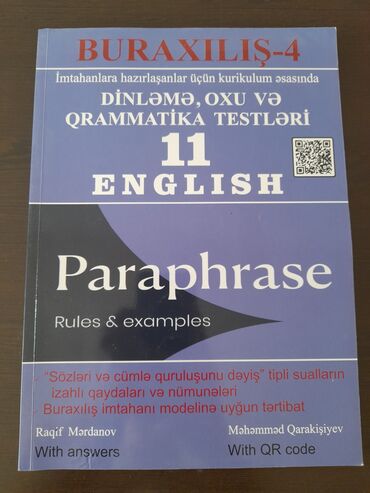 BURAXILIŞ-4
İmtahanlara hazırlaşanlar üçün kurikulum əsasında
DİNLƏMƏ, OXU VƏ
QRAMMATİKA TESTLƏRİ
11
ENGLISH
Paraphrase
Rules & examples
- "Sözləri və cümlə quruluşunu dəyiş" tipli sualların
izahlı qaydaları və nümunələri
- Buraxılış imtahanı modelinə uyğun tərtibat
Raqif Mərdanov
Məhəmməd Qarakişiyev
With answers
With QR code